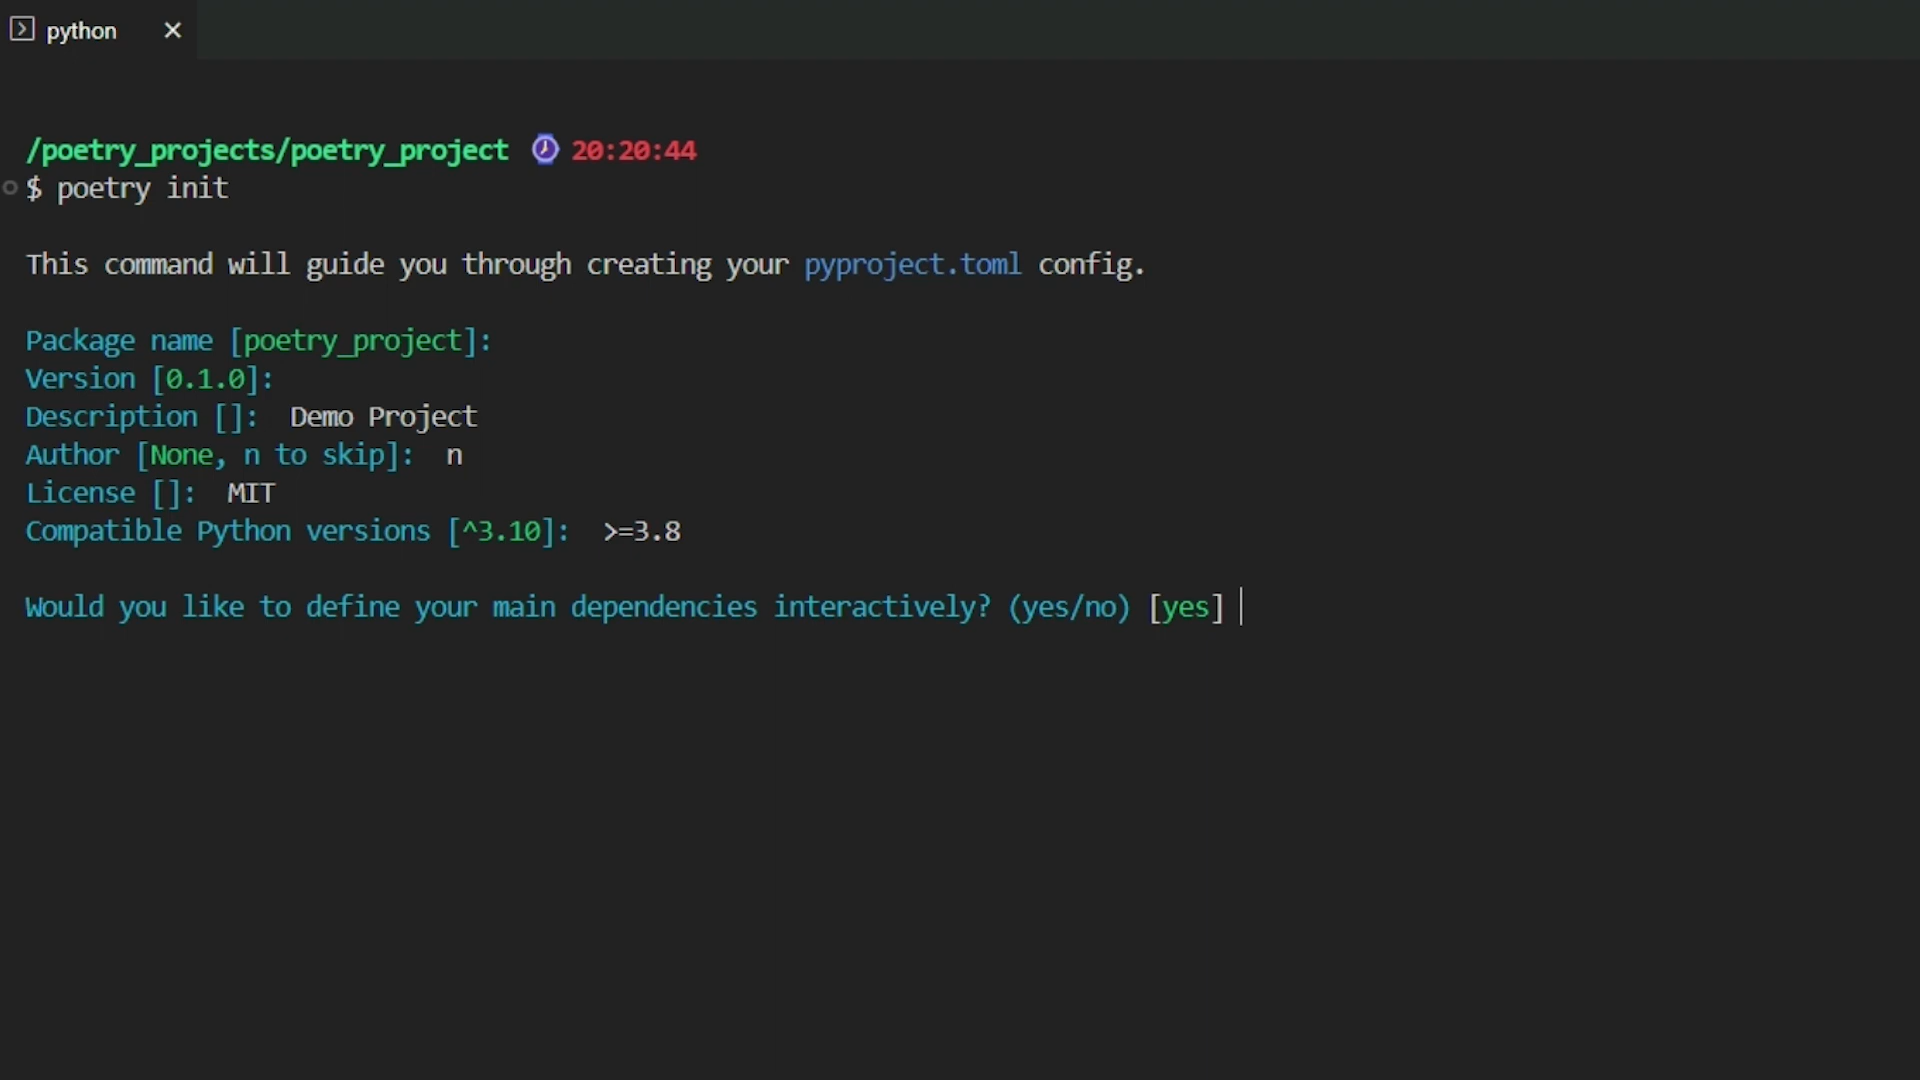 python
/poetry_projects/poetry_project 20:20:44
$ poetry init
This command will guide you through creating your pyproject.toml config.
Package name [poetry_project]:
Version [0.1.0]:
Description []:  Demo Project
Author [None, n to skip]:  n
License []:  MIT
Compatible Python versions [^3.10]:  >=3.8
Would you like to define your main dependencies interactively? (yes/no) [yes]